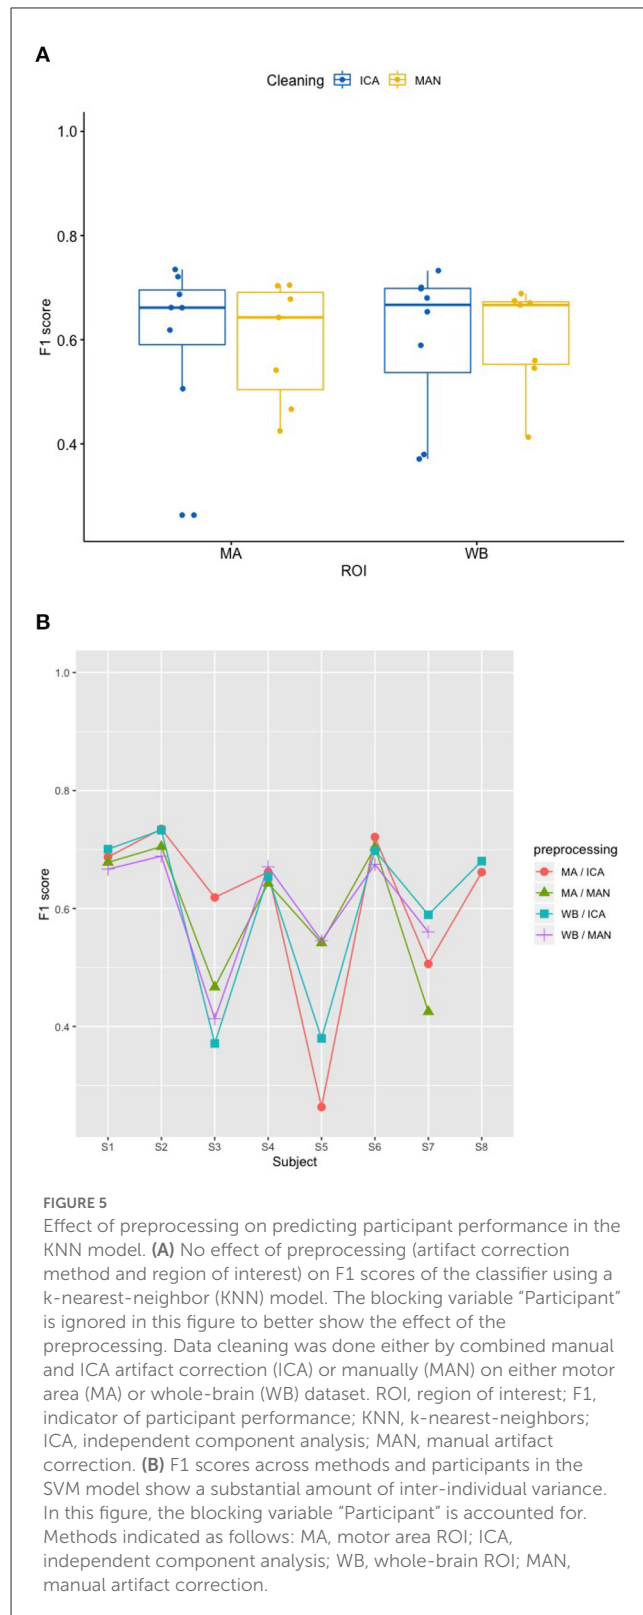 A
Cleaning ICA MAN
1.0
0.8
0.6
0.4
F1 score
MA WB
ROI
B
1.0
0.8
0.6
0.4
F1 score
preprocessing
MA / ICA
MA / MAN
WB / ICA
WB / MAN
S1 S2 S3 S4 S5 S6 S7 S8
Subject
FIGURE 5
Effect of preprocessing on predicting participant performance in the
KNN model. (A) No effect of preprocessing (artifact correction
method and region of interest) on F1 scores of the classifier using a
k-nearest-neighbor (KNN) model. The blocking variable “Participant”
is ignored in this figure to better show the effect of the
preprocessing. Data cleaning was done either by combined manual
and ICA artifact correction (ICA) or manually (MAN) on either motor
area (MA) or whole-brain (WB) dataset. ROI, region of interest; F1,
indicator of participant performance; KNN, k-nearest-neighbors;
ICA, independent component analysis; MAN, manual artifact
correction. (B) F1 scores across methods and participants in the
SVM model show a substantial amount of inter-individual variance.
In this figure, the blocking variable “Participant” is accounted for.
Methods indicated as follows: MA, motor area ROI; ICA,
independent component analysis; WB, whole-brain ROI; MAN,
manual artifact correction.